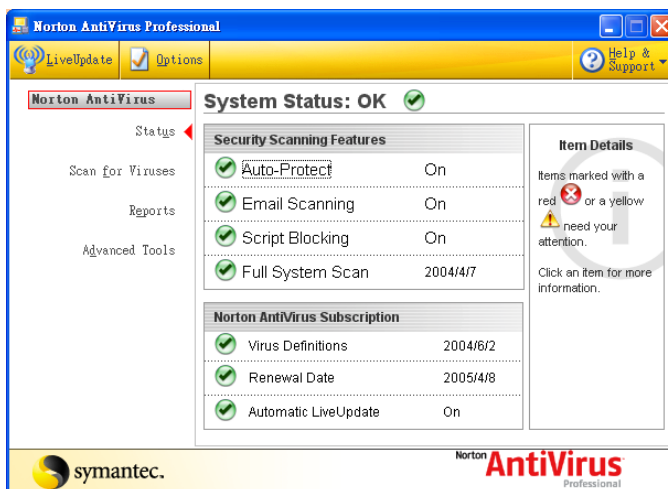 Norton AntiVirus Professional
LiveUpdate
Options
Help & Support
Norton AntiVirus
Status
Scan for Viruses
Reports
Advanced Tools
System Status: OK
Security Scanning Features
Auto-Protect On
Email Scanning On
Script Blocking On
Full System Scan 2004/4/7
Norton AntiVirus Subscription
Virus Definitions 2004/6/2
Renewal Date 2005/4/8
Automatic LiveUpdate On
Item Details
Items marked with a
red or a yellow
need your
attention.
Click an item for more
information.
symantec.
Norton AntiVirus
Professional